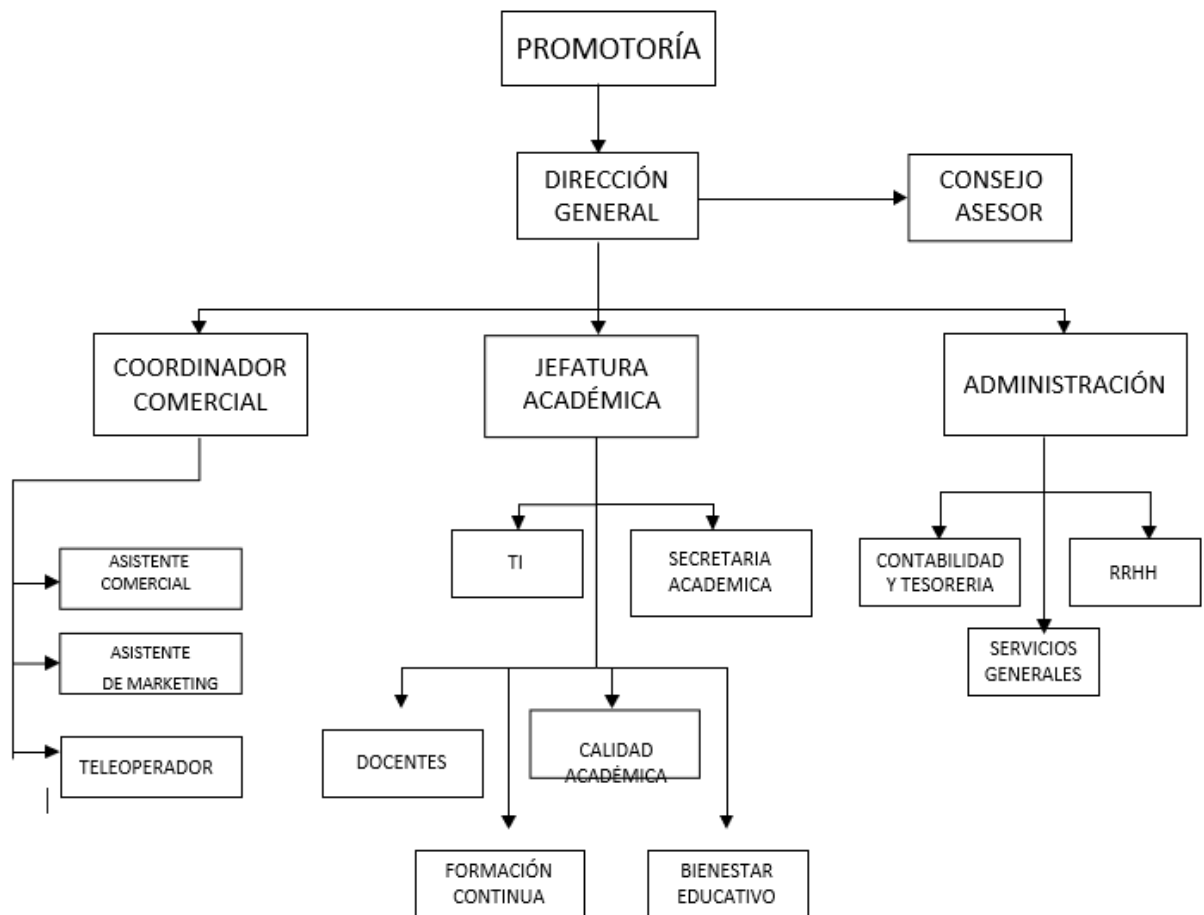 PROMOTORÍA
DIRECCIÓN
GENERAL
CONSEJO
ASESOR
COORDINADOR
COMERCIAL
JEFATURA
ACADÉMICA
ADMINISTRACIÓN
ASISTENTE
COMERCIAL
ASISTENTE
DE MARKETING
TELEOPERADOR
TI
SECRETARIA
ACADEMICA
CONTABILIDAD
Y TESORERIA
RRHH
SERVICIOS
GENERALES
DOCENTES
CALIDAD
ACADÉMICA
FORMACIÓN
CONTINUA
BIENESTAR
EDUCATIVO